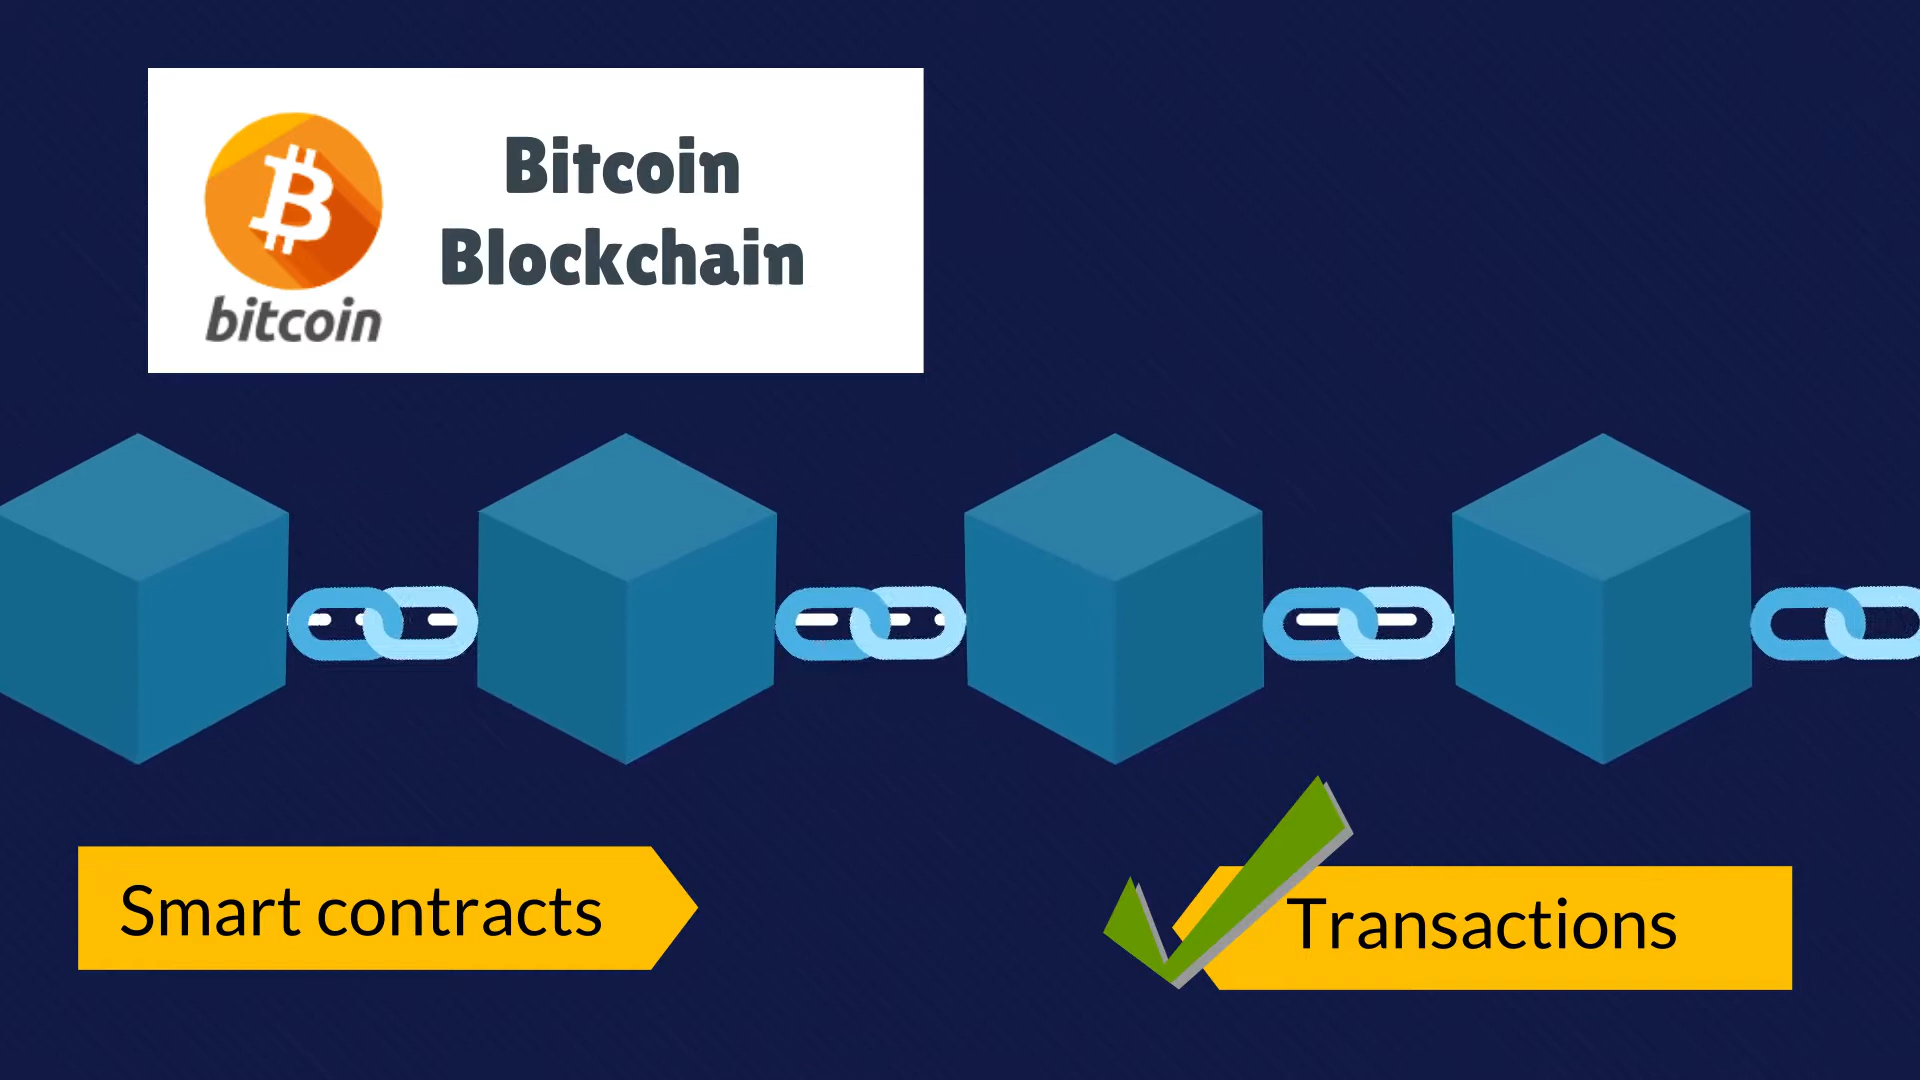 Bitcoin
Blockchain
bitcoin
Smart contracts
Transactions